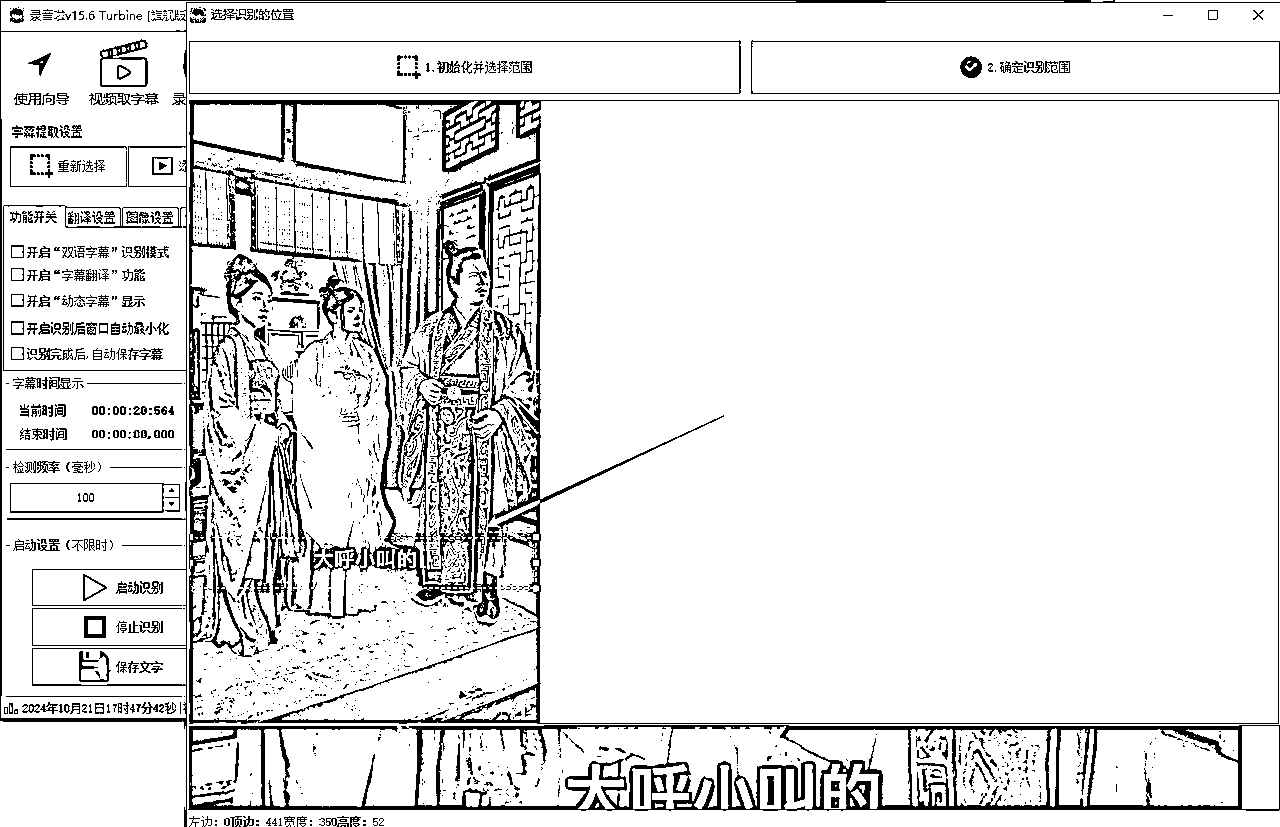 录音啦v15.6 Turbine [旗舰版
选择识别的位置
使用向导
视频取字幕
录
1.初始化并选择范围
2.确定识别范围
字幕提取设置
重新选择
功能开关
翻译设置
图像设置
开启“双语字幕”识别模式
开启“字幕翻译”功能
开启“动态字幕”显示
开启识别后窗口自动最小化
识别完成后,自动保存字幕
字幕时间显示
当前时间 00:00:20:564
结束时间 00:00:00,000
检测频率(毫秒)
100
启动设置(不限时)
启动识别
停止识别
保存文字
2024年10月21日17时47分42秒
大呼小叫的
大呼小叫的
左边: 0顶边: 441宽度: 350高度: 52